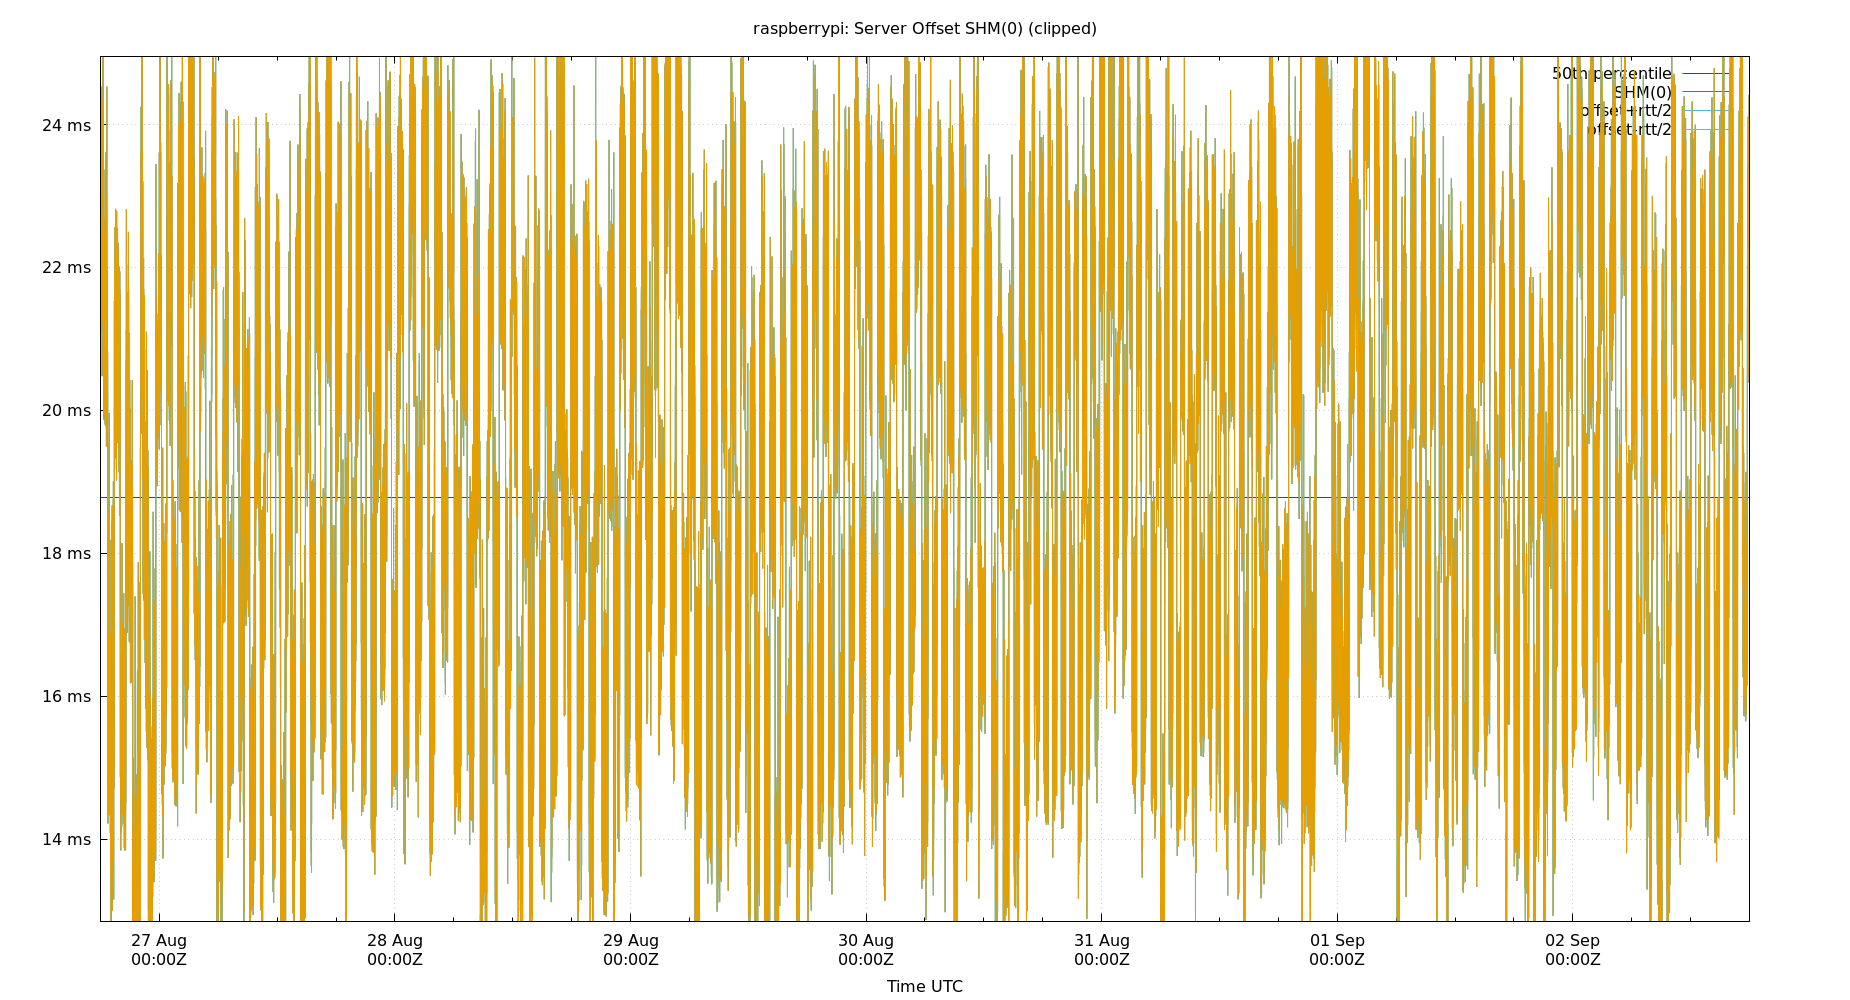 raspberrypi: Server Offset SHM(0) (clipped)
50th percentile
SHM(0)
offset+rtt/2
offset-rtt/2
24 ms
22 ms
20 ms
18 ms
16 ms
14 ms
27 Aug
00:00Z
28 Aug
00:00Z
29 Aug
00:00Z
30 Aug
00:00Z
31 Aug
00:00Z
01 Sep
00:00Z
02 Sep
00:00Z
Time UTC